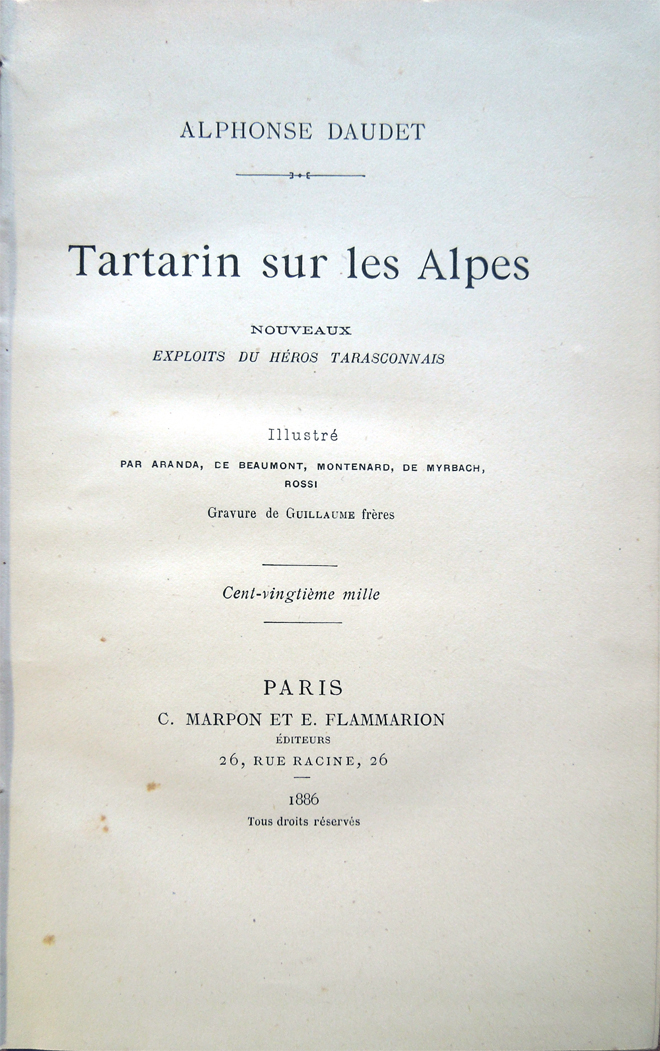 ALPHONSE DAUDET
Tartarin sur les Alpes
NOUVEAUX
EXPLOITS DU HÉROS TARASCONNAIS
Illustré
PAR ARANDA, DE BEAUMONT, MONTENARD, DE MYRBACH,
ROSSI
Gravure de GUILLAUME frères
Cent-vingtième mille
PARIS
C. MARPON ET E. FLAMMARION
ÉDITEURS
26, RUE RACINE, 26
1886
Tous droits réservés